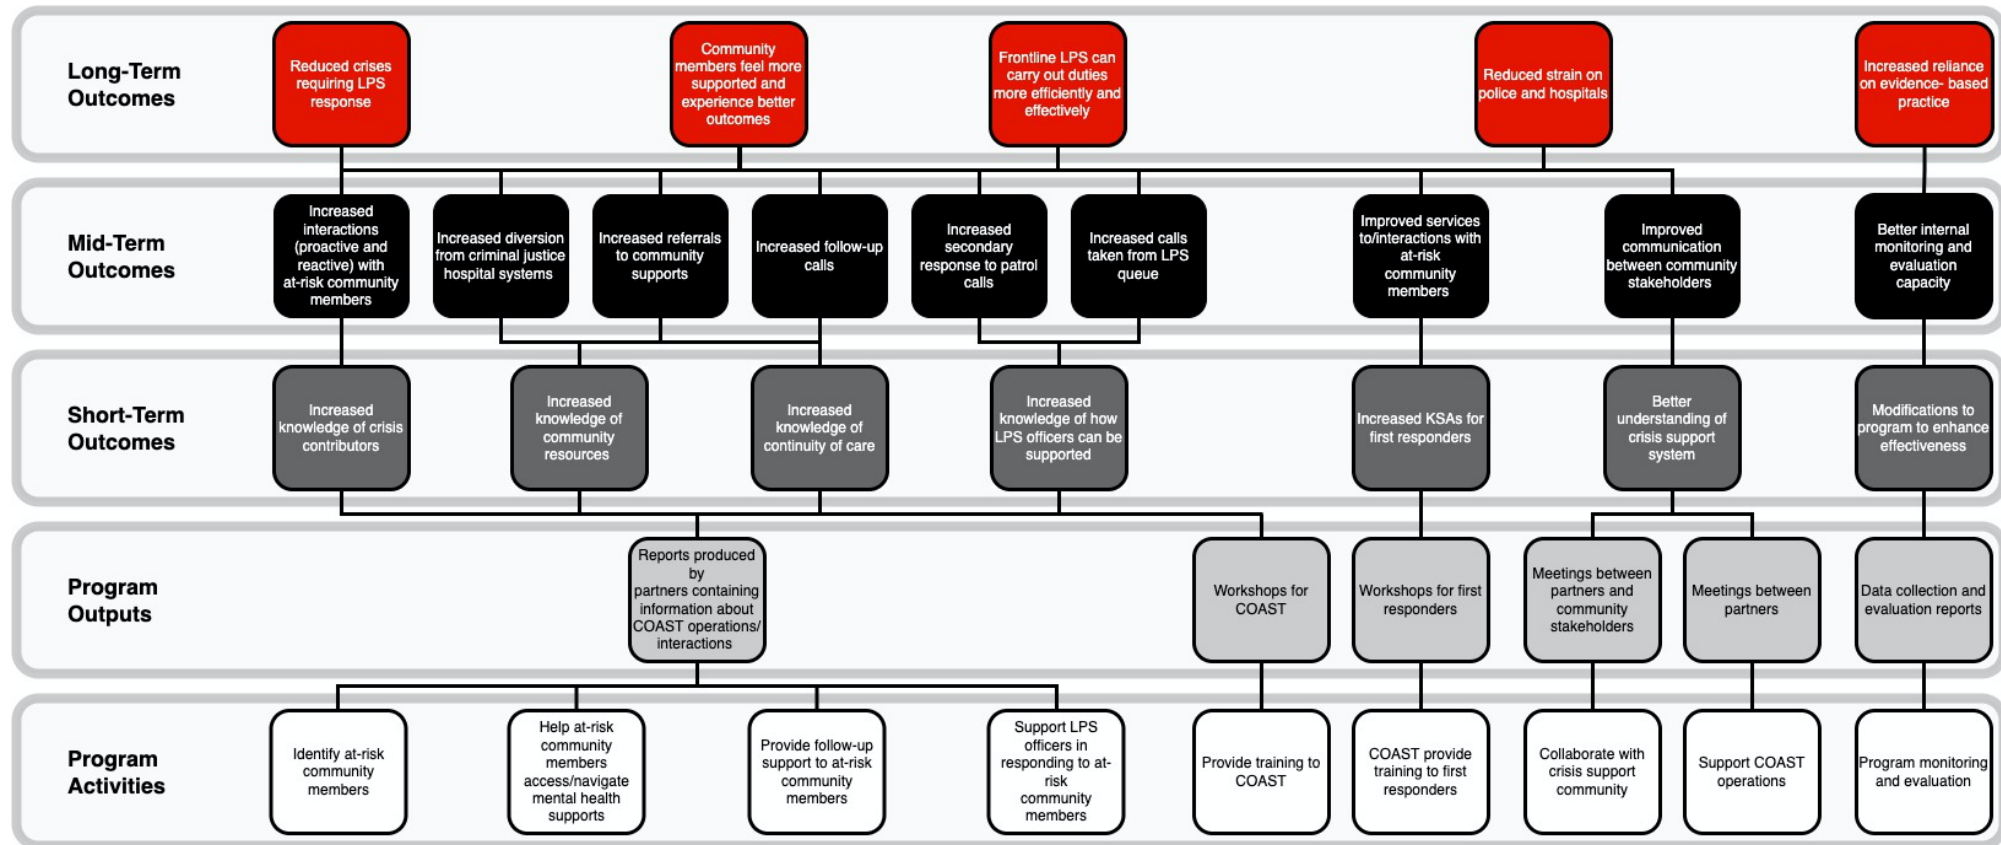 Long-Term
Outcomes
Reduced crises
requiring LPS
response
Community
members feel more
supported and
experience better
outcomes
Frontline LPS can
carry out duties
more efficiently and
effectively
Reduced strain on
police and hospitals
Increased reliance
on evidence- based
practice
Mid-Term
Outcomes
Increased
interactions
(proactive and
reactive) with
at-risk community
members
Increased diversion
from criminal justice
hospital systems
Increased referrals
to community
supports
Increased follow-up
calls
Increased
secondary
response to patrol
calls
Increased calls
taken from LPS
queue
Improved services
to/interactions with
at-risk
community
members
Improved
communication
between community
stakeholders
Better internal
monitoring and
evaluation
capacity
Short-Term
Outcomes
Increased
knowledge of crisis
contributors
Increased
knowledge of
community
resources
Increased
knowledge of
continuity of care
Increased
knowledge of how
LPS officers can be
supported
Increased KSAs for
first responders
Better
understanding of
crisis support
system
Modifications to
program to enhance
effectiveness
Program
Outputs
Reports produced
by
partners containing
information about
COAST operations/
interactions
Workshops for
COAST
Workshops for first
responders
Meetings between
partners and
community
stakeholders
Meetings between
partners
Data collection and
evaluation reports
Program
Activities
Identify at-risk
community
members
Help at-risk
community
members
access/navigate
mental health
supports
Provide follow-up
support to at-risk
community
members
Support LPS
officers in
responding to at-
risk
community
members
Provide training to
COAST
COAST provide
training to first
responders
Collaborate with
crisis support
community
Support COAST
operations
Program monitoring
and evaluation